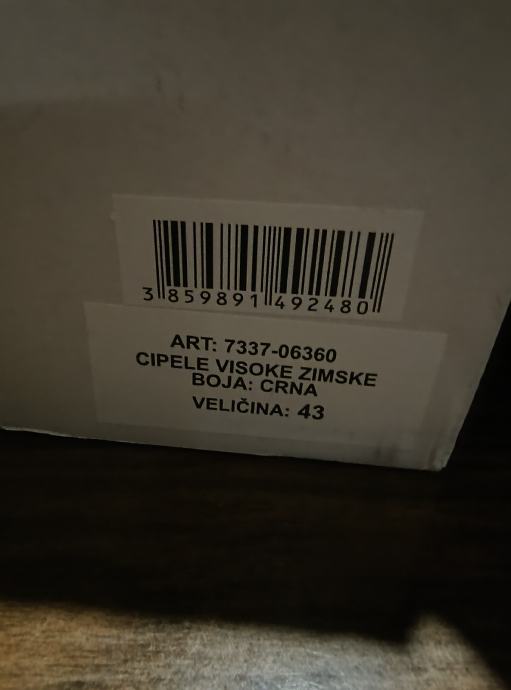 3 859891 492480
ART: 7337-06360
CIPELE VISOKE ZIMSKE
BOJA: CRNA
VELIČINA: 43